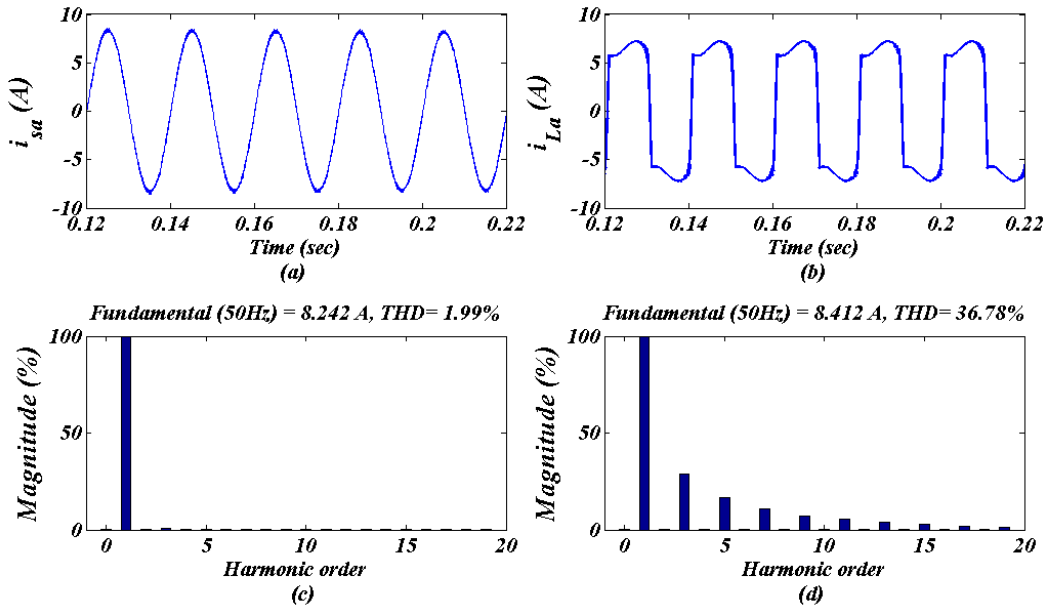 i sa (A)
10
5
0
-5
-10
0.12 0.14 0.16 0.18 0.2 0.22
Time (sec)
(a)
i La (A)
10
5
0
-5
-10
0.12 0.14 0.16 0.18 0.2 0.22
Time (sec)
(b)
Fundamental (50Hz) = 8.242 A, THD= 1.99%
Magnitude (%)
100
50
0
0 5 10 15 20
Harmonic order
(c)
Fundamental (50Hz) = 8.412 A, THD= 36.78%
Magnitude (%)
100
50
0
0 5 10 15 20
Harmonic order
(d)